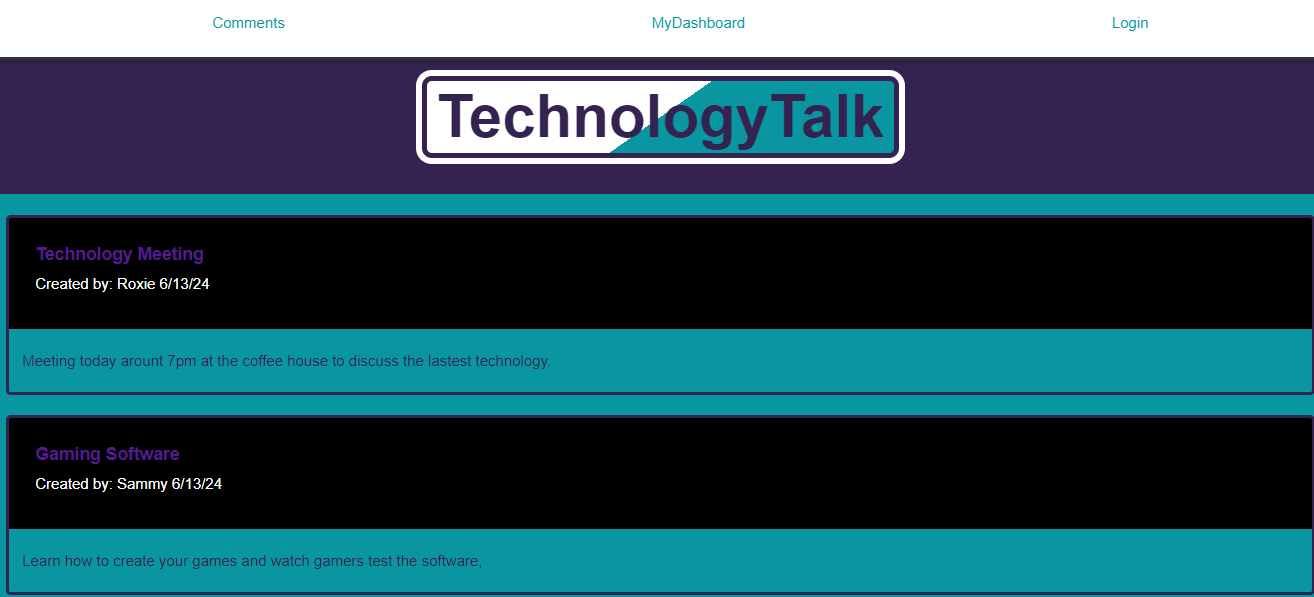 Comments MyDashboard Login
TechnologyTalk
Technology Meeting
Created by: Roxie 6/13/24
Meeting today arount 7pm at the coffee house to discuss the lastest technology.
Gaming Software
Created by: Sammy 6/13/24
Learn how to create your games and watch gamers test the software,